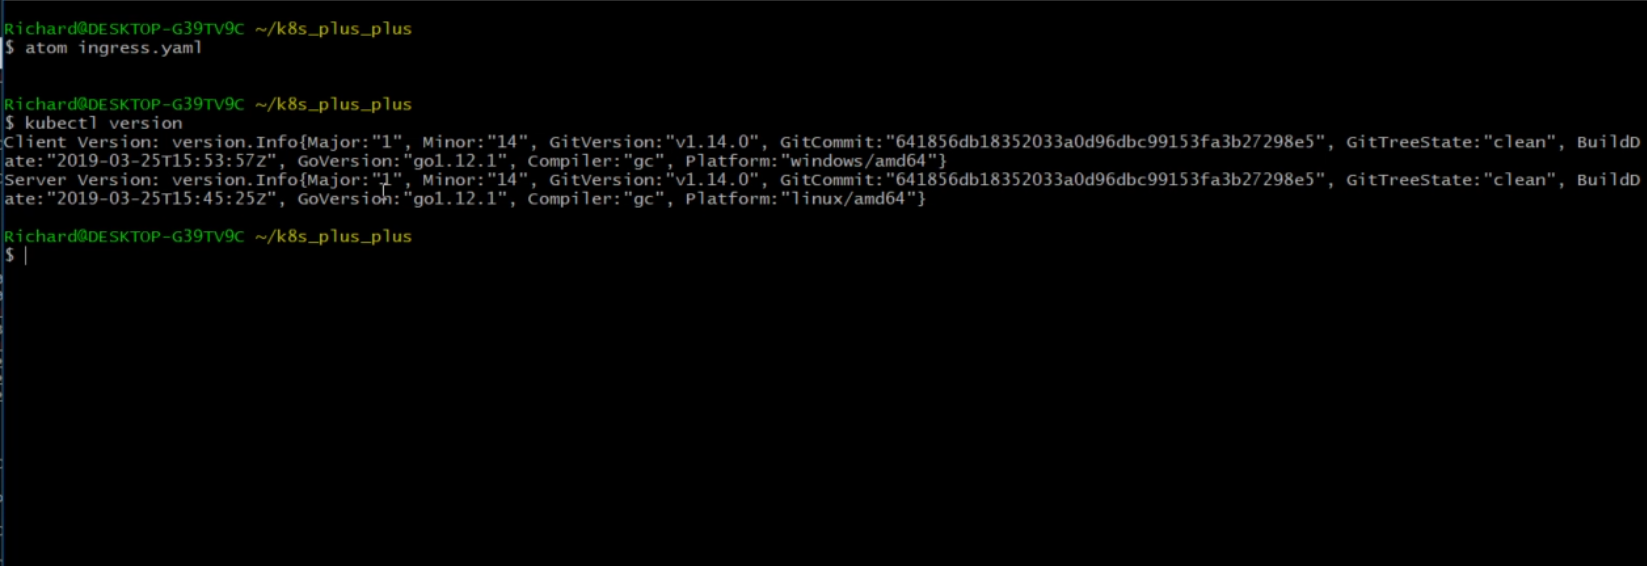 Richard@DESKTOP-G39TV9C ~/k8s_plus_plus
$ atom ingress.yaml
Richard@DESKTOP-G39TV9C ~/k8s_plus_plus
$ kubectl version
Client Version: version.Info{Major:"1", Minor:"14", GitVersion:"v1.14.0", GitCommit:"641856db18352033a0d96dbc99153fa3b27298e5", GitTreeState:"clean", BuildD
ate:"2019-03-25T15:53:57Z", GoVersion:"go1.12.1", Compiler:"gc", Platform:"windows/amd64"}
Server Version: version.Info{Major:"1", Minor:"14", GitVersion:"v1.14.0", GitCommit:"641856db18352033a0d96dbc99153fa3b27298e5", GitTreeState:"clean", BuildD
ate:"2019-03-25T15:45:25Z", GoVersion:"go1.12.1", Compiler:"gc", Platform:"linux/amd64"}
Richard@DESKTOP-G39TV9C ~/k8s_plus_plus
$